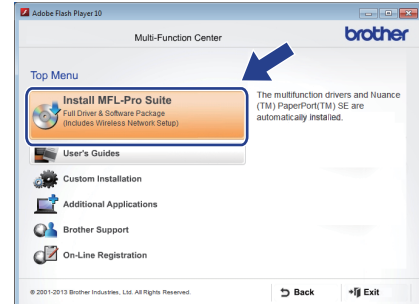 Adobe Flash Player 10
Multi-Function Center
brother
Top Menu
Install MFL-Pro Suite
Full Driver & Software Package
(Includes Wireless Network Setup)
The multifunction drivers and Nuance
(TM) PaperPort(TM) SE are
automatically installed.
User's Guides
Custom Installation
Additional Applications
Brother Support
On-Line Registration
© 2001-2013 Brother Industries, Ltd. All Rights Reserved.
Back
Exit